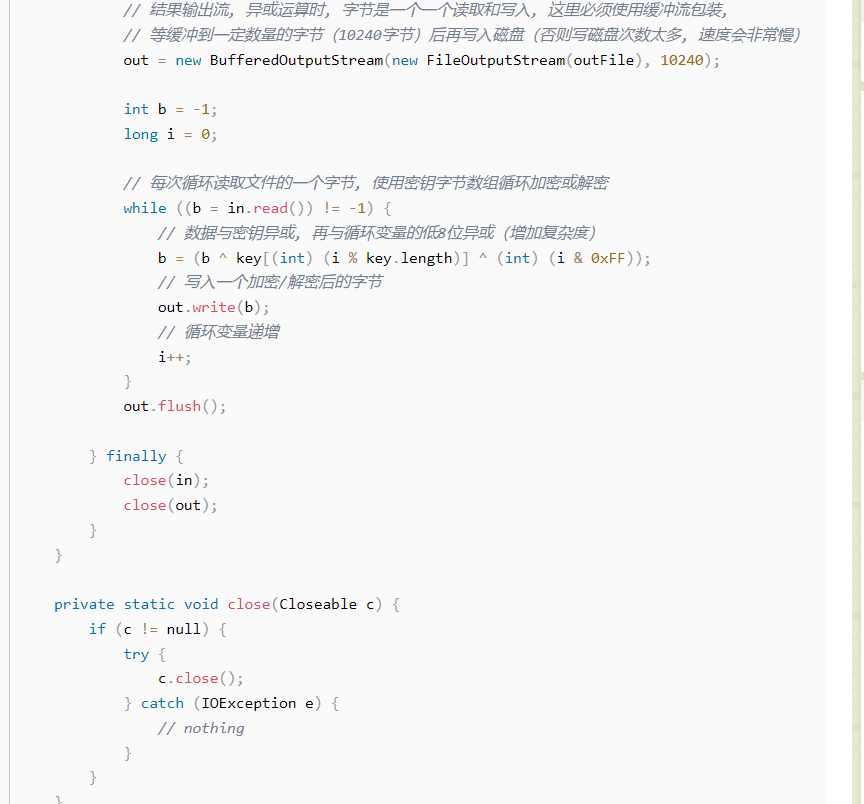 // 结果输出流, 异或运算时, 字节是一个一个读取和写入, 这里必须使用缓冲流包装,
// 等缓冲到一定数量的字节（10240字节）后再写入磁盘（否则写磁盘次数太多, 速度会非常慢）
out = new BufferedOutputStream(new FileOutputStream(outFile), 10240);
int b = -1;
long i = 0;
// 每次循环读取文件的一个字节, 使用密钥字节数组循环加密或解密
while ((b = in.read()) != -1) {
// 数据与密钥异或, 再与循环变量的低8位异或（增加复杂度）
b = (b ^ key[(int) (i % key.length)] ^ (int) (i & 0xFF));
// 写入一个加密/解密后的字节
out.write(b);
// 循环变量递增
i++;
}
out.flush();
} finally {
close(in);
close(out);
}
}
private static void close(Closeable c) {
if (c != null) {
try {
c.close();
} catch (IOException e) {
// nothing
}
}
}